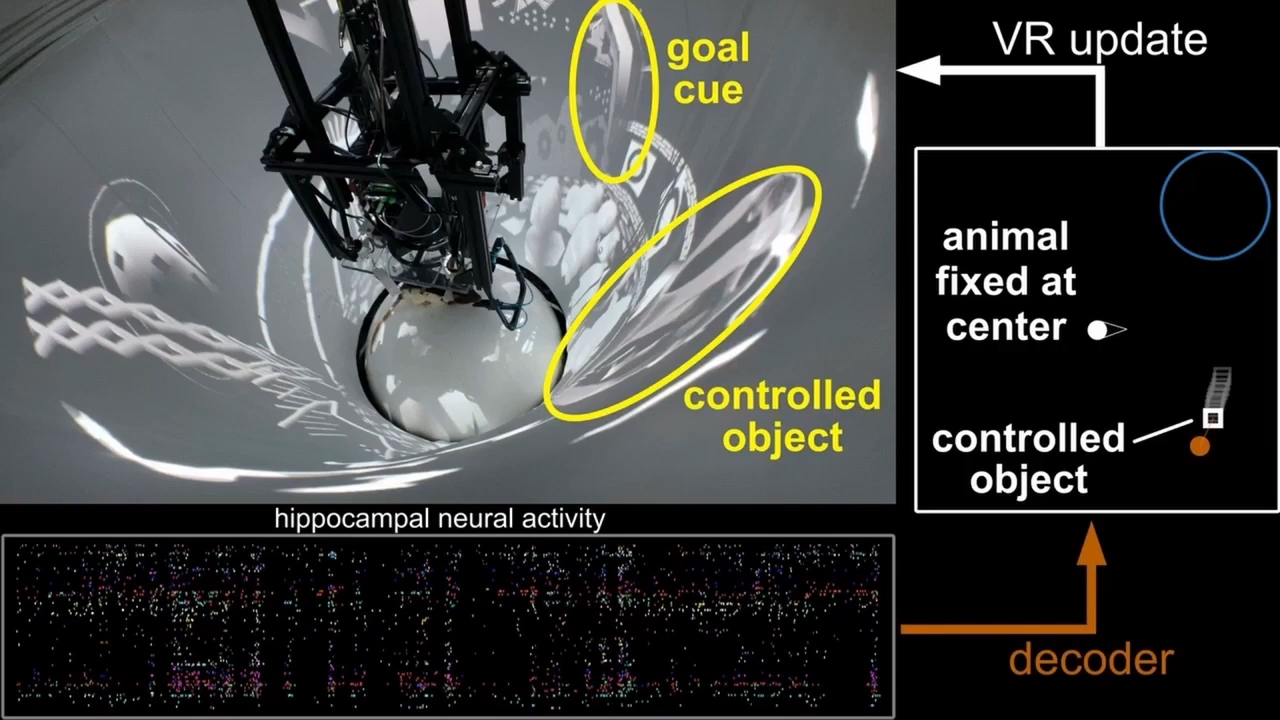 goal
cue
controlled
object
VR update
animal
fixed at
center
controlled
object
hippocampal neural activity
decoder